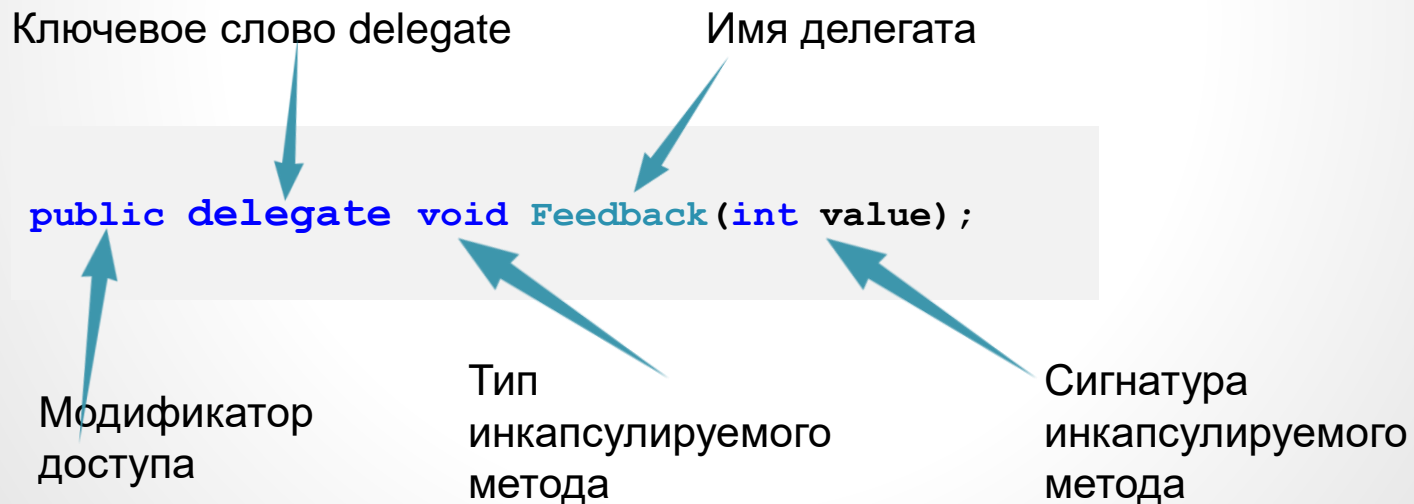 Ключевое слово delegate
Имя делегата
public delegate void Feedback(int value);
Модификатор
доступа
Тип
инкапсулируемого
метода
Сигнатура
инкапсулируемого
метода